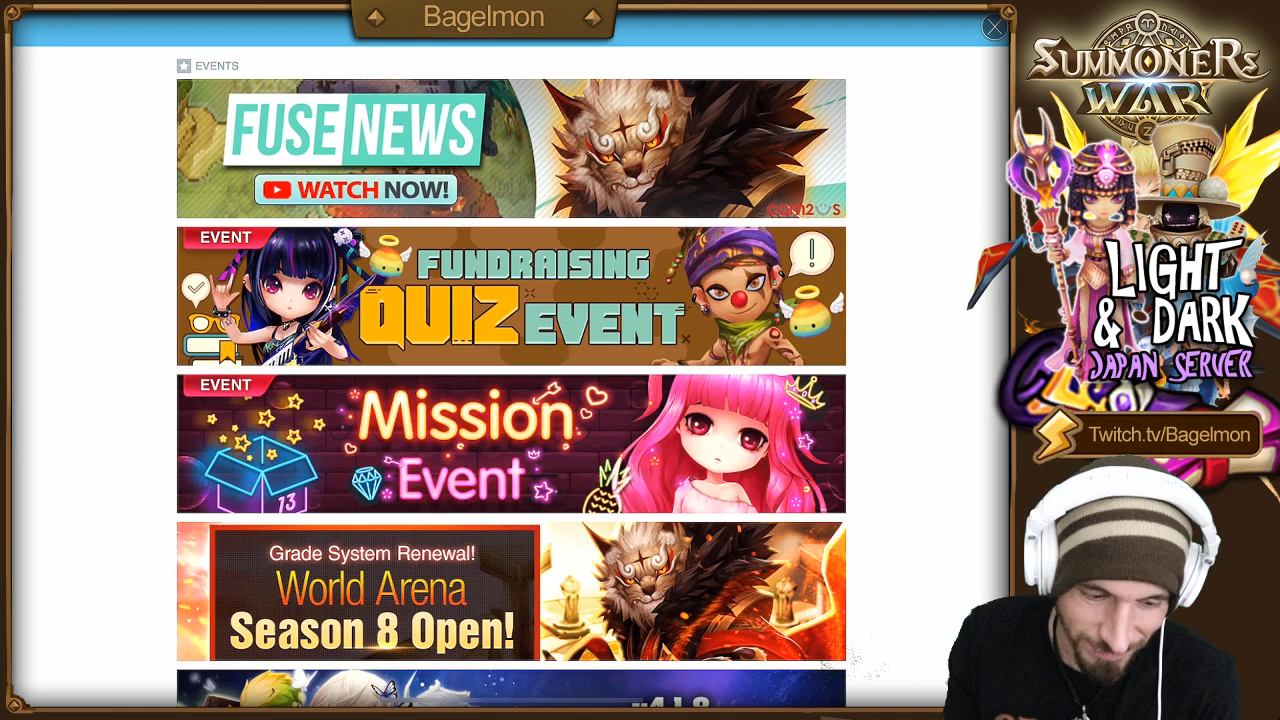 Bagelmon
EVENTS
FUSE NEWS
WATCH NOW!
com2us
EVENT
FUNDRAISING
QUIZ EVENT
EVENT
Mission
Event
13
Grade System Renewal!
World Arena
Season 8 Open!
SUMMONERS
WAR
LIGHT
& DARK
JAPAN SERVER
Twitch.tv/Bagelmon